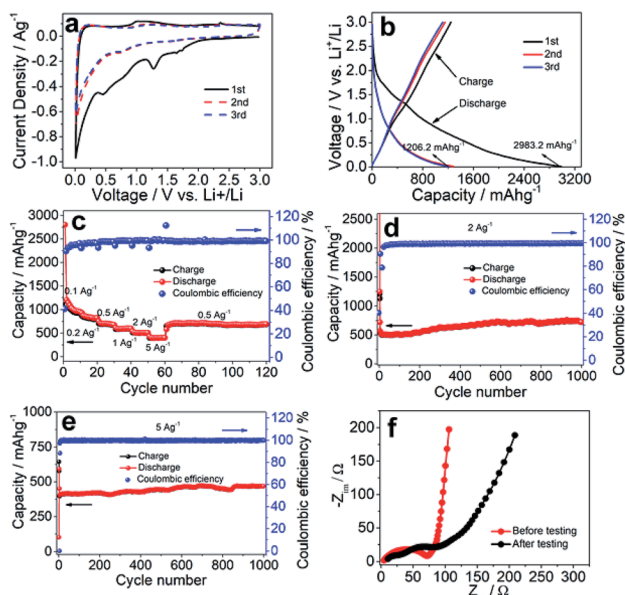 a
Current Density / Ag-1
0.0
-0.2
-0.4
-0.6
-0.8
-1.0
1st
2nd
3rd
0.0 0.5 1.0 1.5 2.0 2.5 3.0
Voltage / V vs. Li+/Li
b
Voltage / V vs. Li+/Li
3.5
3.0
2.5
2.0
1.5
1.0
0.5
0.0
1st
2nd
3rd
Charge
Discharge
1206.2 mAhg-1
2983.2 mAhg-1
0 600 1200 1800 2400 3000
Capacity / mAhg-1
c
Capacity / mAhg-1
3000
2500
2000
1500
1000
500
0
Charge
Discharge
Coulombic efficiency
0.1 Ag-1
0.2 Ag-1
0.5 Ag-1
1 Ag-1
2 Ag-1
5 Ag-1
0.5 Ag-1
120
100
80
60
40
20
0
Coulombic efficiency / %
0 20 40 60 80 100 120
Cycle number
d
Capacity / mAhg-1
2500
2000
1500
1000
500
0
2 Ag-1
Charge
Discharge
Coulombic efficiency
120
100
80
60
40
20
0
Coulombic efficiency / %
0 200 400 600 800 1000
Cycle number
e
Capacity / mAhg-1
1000
750
500
250
0
5 Ag-1
Charge
Discharge
Coulombic efficiency
120
100
80
60
40
20
0
Coulombic efficiency / %
0 200 400 600 800 1000
Cycle number
f
-Zim/ Ω
200
150
100
50
0
Before testing
After testing
0 50 100 150 200 250 300
Z / Ω